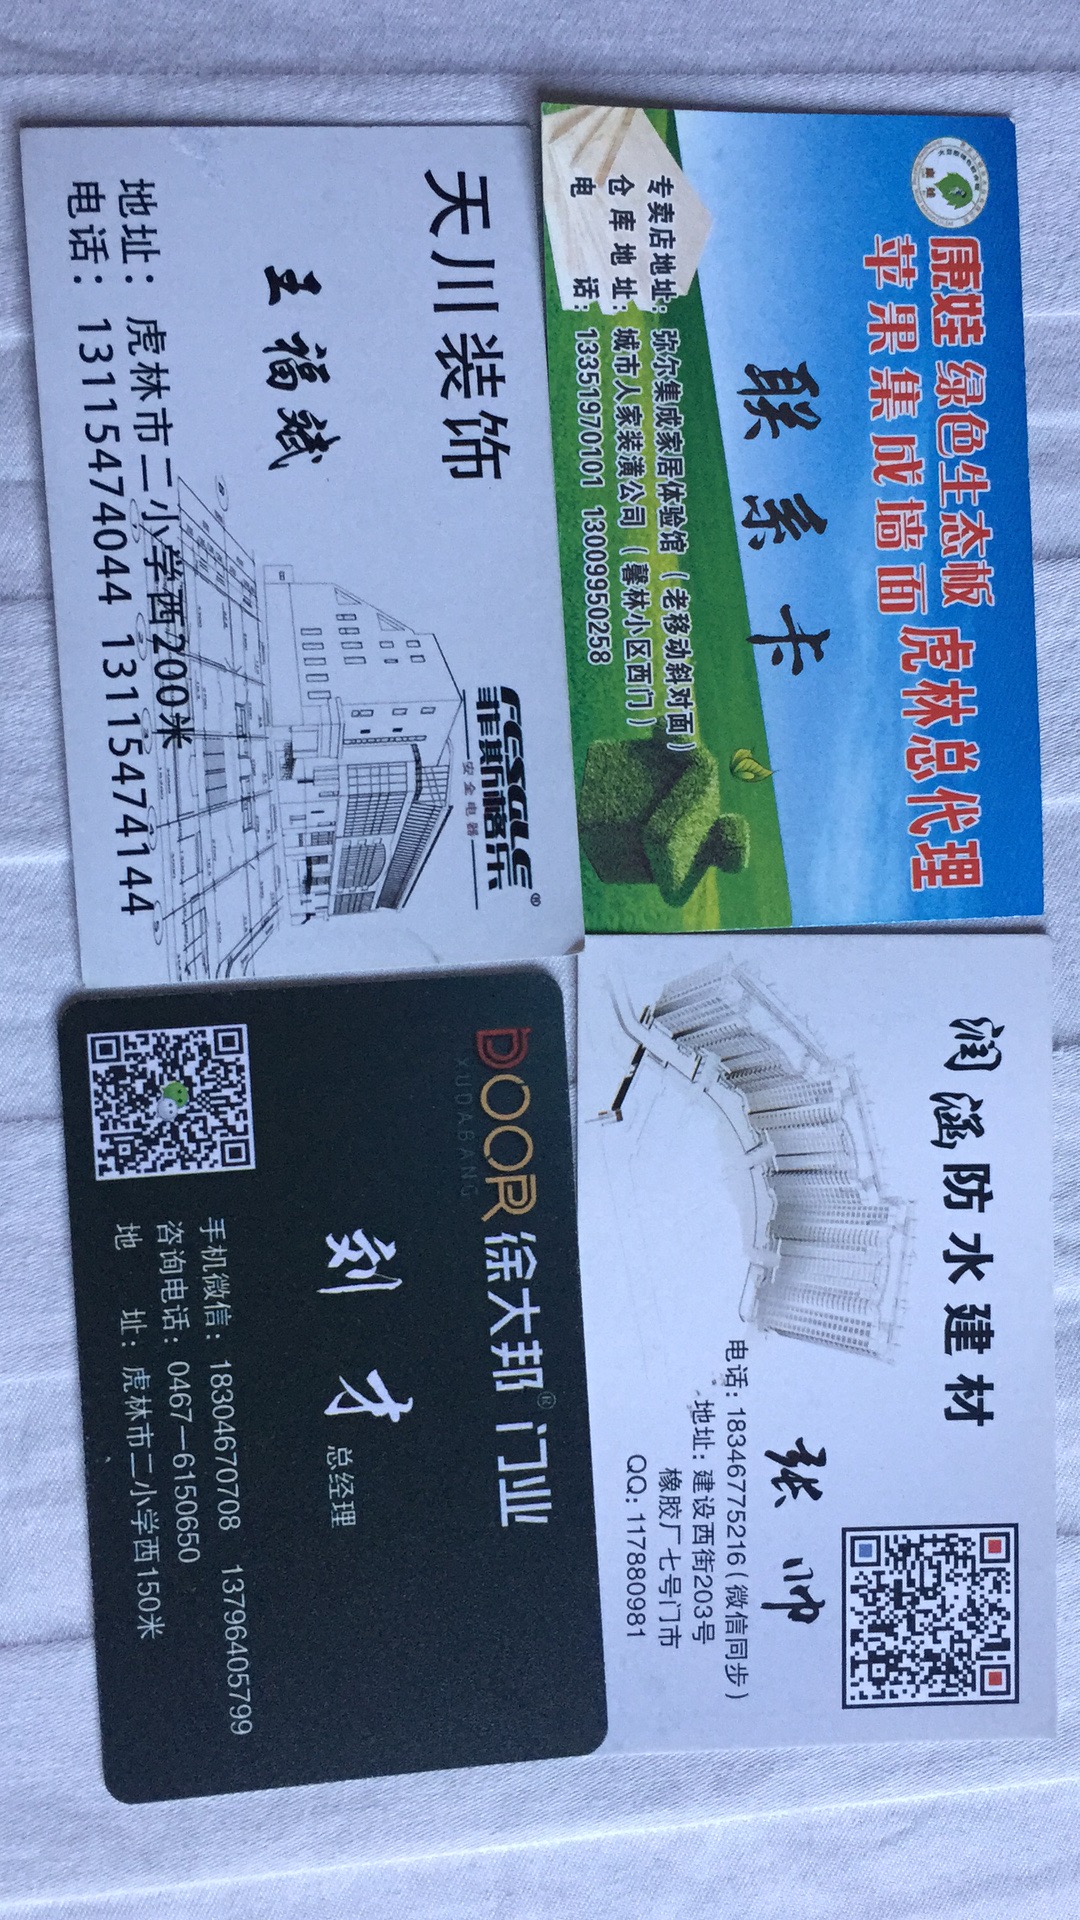 天川装饰
FESGLE®
菲斯格乐
安全电器
王福斌
地址：虎林市二小学西200米
电话：13115474044 13115474144
康娃绿色生态板
苹果集成墙面
虎林总代理
联系卡
专卖店地址：弥尔集成家居体验馆（老移动斜对面）
仓库地址：城市人家装潢公司（馨林小区西门）
电话：13351970101 13009950258
DOOR 徐大邦® 门业
XUDABANG
刘才 总经理
手机微信：18304670708 13796405799
咨询电话：0467—6150650
地址：虎林市二小学西150米
润涵防水建材
张帅
电话：18346775216（微信同步）
地址：建设西街203号
橡胶厂七号门市
QQ：117880981